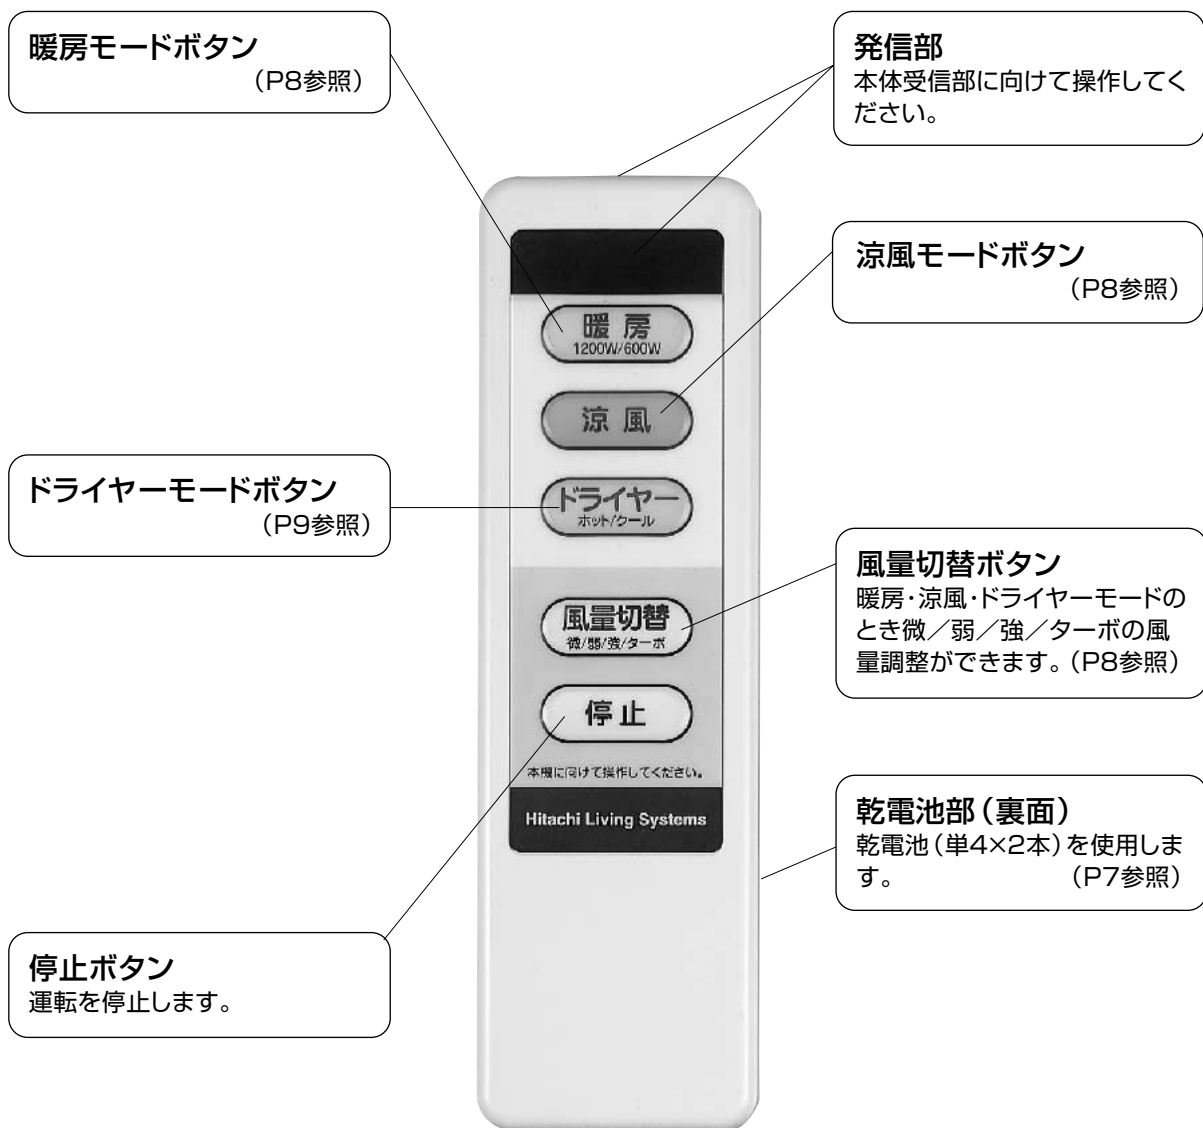 暖房モードボタン
（P8参照）
発信部
本体受信部に向けて操作してく
ださい。
涼風モードボタン
（P8参照）
暖 房
1200W/600W
涼 風
ドライヤーモードボタン
（P9参照）
ドライヤー
ホット/クール
風量切替ボタン
暖房・涼風・ドライヤーモードの
とき微／弱／強／ターボの風
量調整ができます。（P8参照）
風量切替
微/弱/強/ターボ
停止
本機に向けて操作してください。
Hitachi Living Systems
乾電池部（裏面）
乾電池（単4×2本）を使用しま
す。 （P7参照）
停止ボタン
運転を停止します。